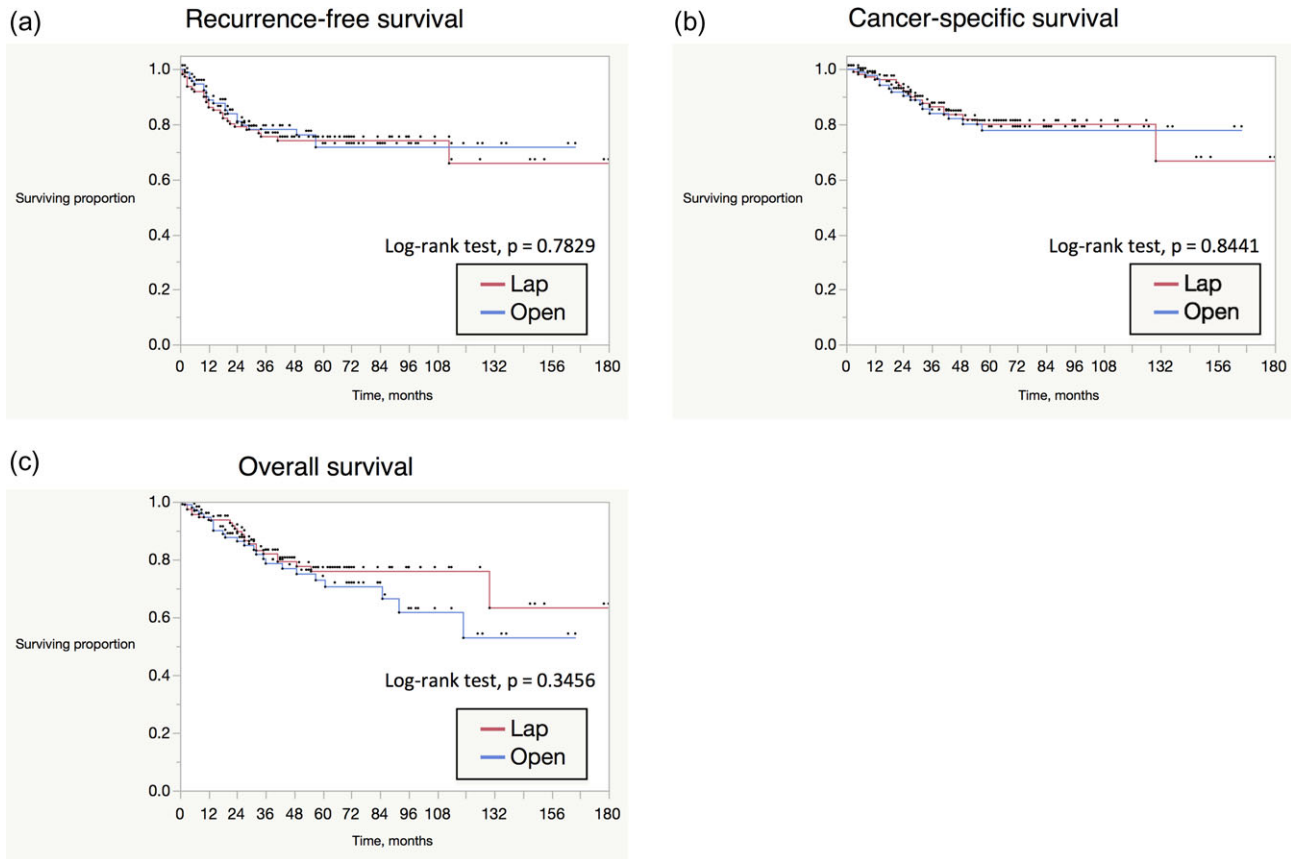 (a)
Recurrence-free survival
1.0
0.8
0.6
0.4
0.2
0.0
Surviving proportion
Log-rank test, p = 0.7829
Lap
Open
0 12 24 36 48 60 72 84 96 108 132 156 180
Time, months
(b)
Cancer-specific survival
1.0
0.8
0.6
0.4
0.2
0.0
Surviving proportion
Log-rank test, p = 0.8441
Lap
Open
0 12 24 36 48 60 72 84 96 108 132 156 180
Time, months
(c)
Overall survival
1.0
0.8
0.6
0.4
0.2
0.0
Surviving proportion
Log-rank test, p = 0.3456
Lap
Open
0 12 24 36 48 60 72 84 96 108 132 156 180
Time, months